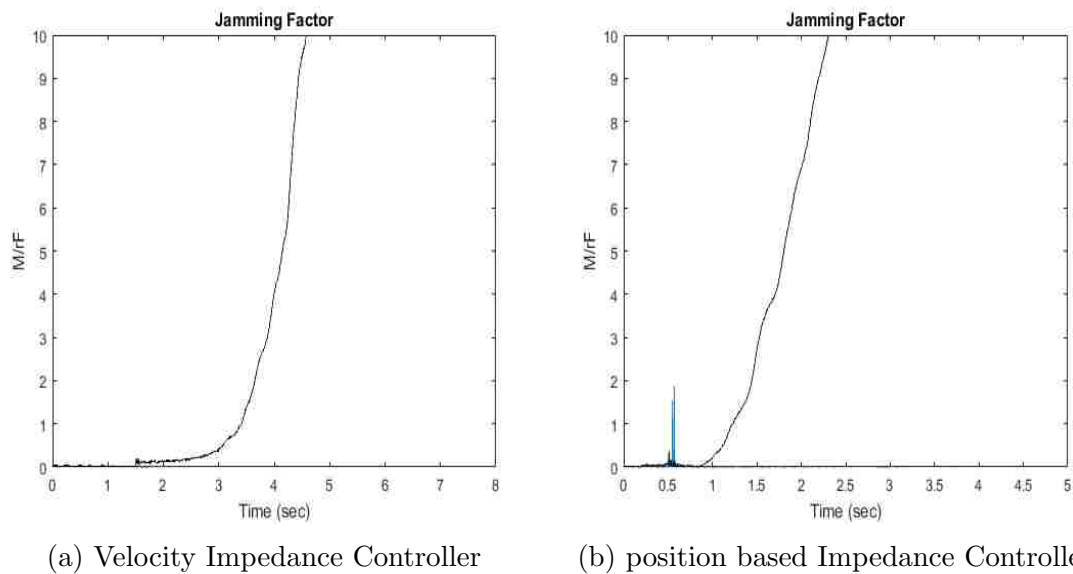 Jamming Factor
10
9
8
7
6
5
4
3
2
1
0
M/rF
0 1 2 3 4 5 6 7 8
Time (sec)
(a) Velocity Impedance Controller
Jamming Factor
10
9
8
7
6
5
4
3
2
1
0
M/rF
0 0.5 1 1.5 2 2.5 3 3.5 4 4.5 5
Time (sec)
(b) position based Impedance Controlle